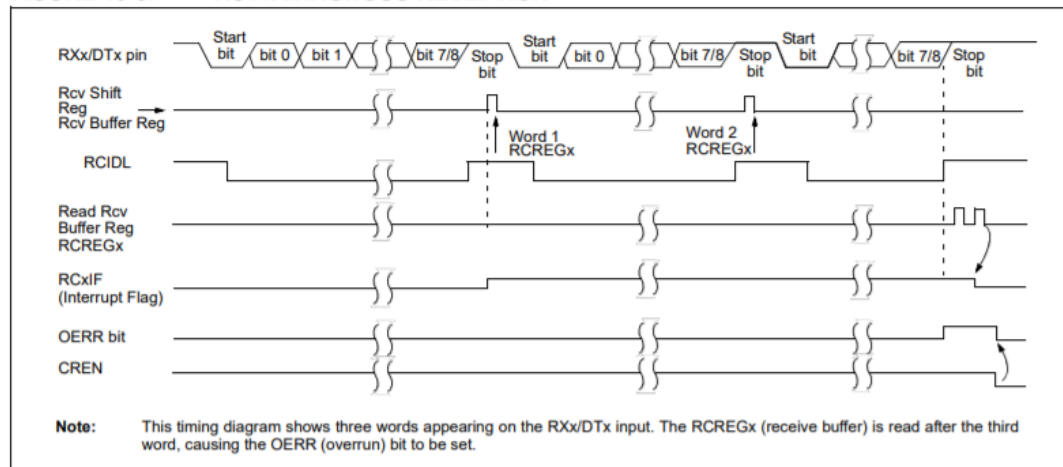 RXx/DTx pin
Start bit
bit 0
bit 1
bit 7/8
Stop bit
Start bit
bit 0
bit 7/8
Stop bit
Start bit
bit 7/8
Stop bit
Rcv Shift
Reg
Rcv Buffer Reg
Word 1
RCREGx
Word 2
RCREGx
RCIDL
Read Rcv
Buffer Reg
RCREGx
RCxIF
(Interrupt Flag)
OERR bit
CREN
Note: This timing diagram shows three words appearing on the RXx/DTx input. The RCREGx (receive buffer) is read after the third
word, causing the OERR (overrun) bit to be set.